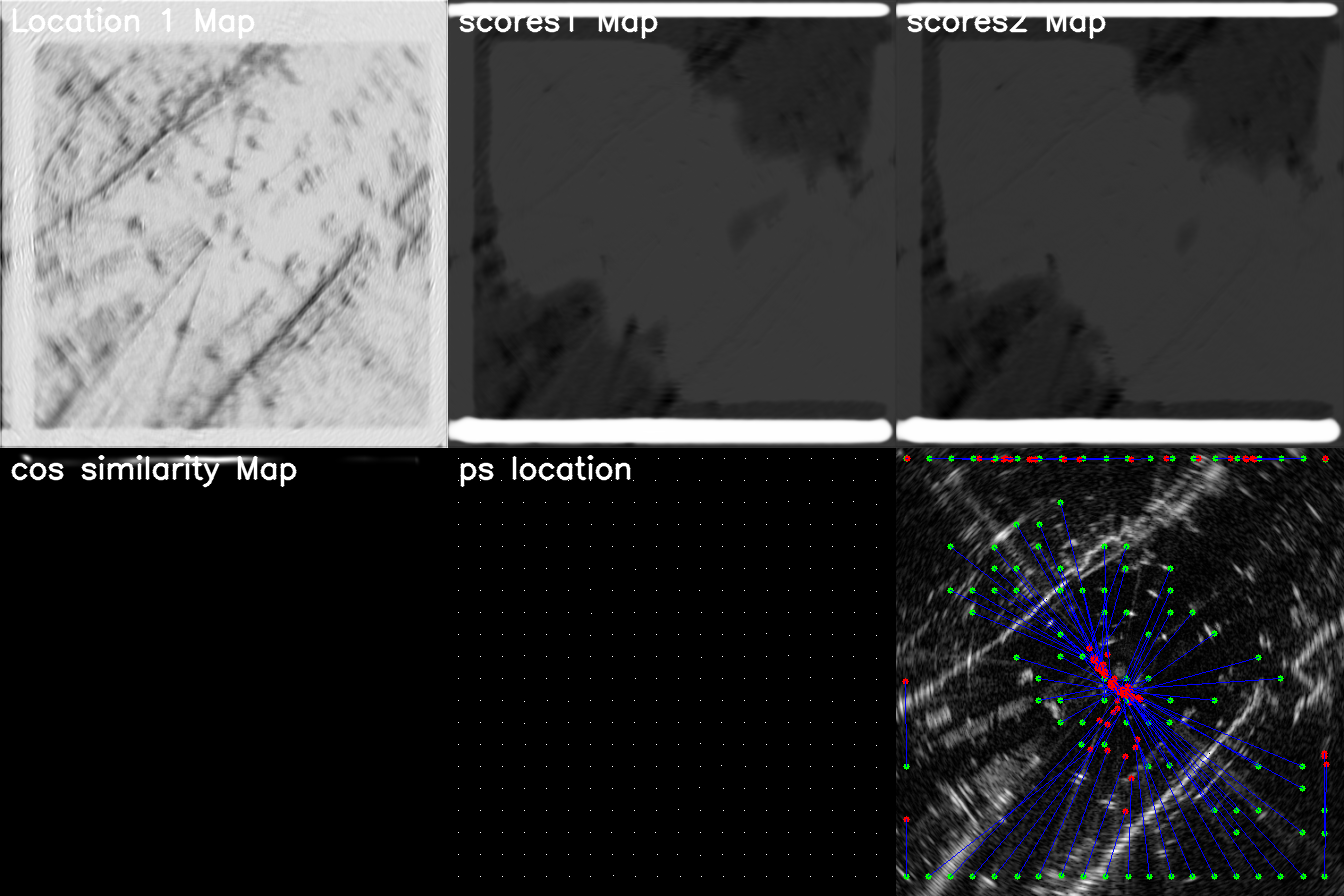 Location 1 Map
scores1 Map
scores2 Map
cos similarity Map
ps location